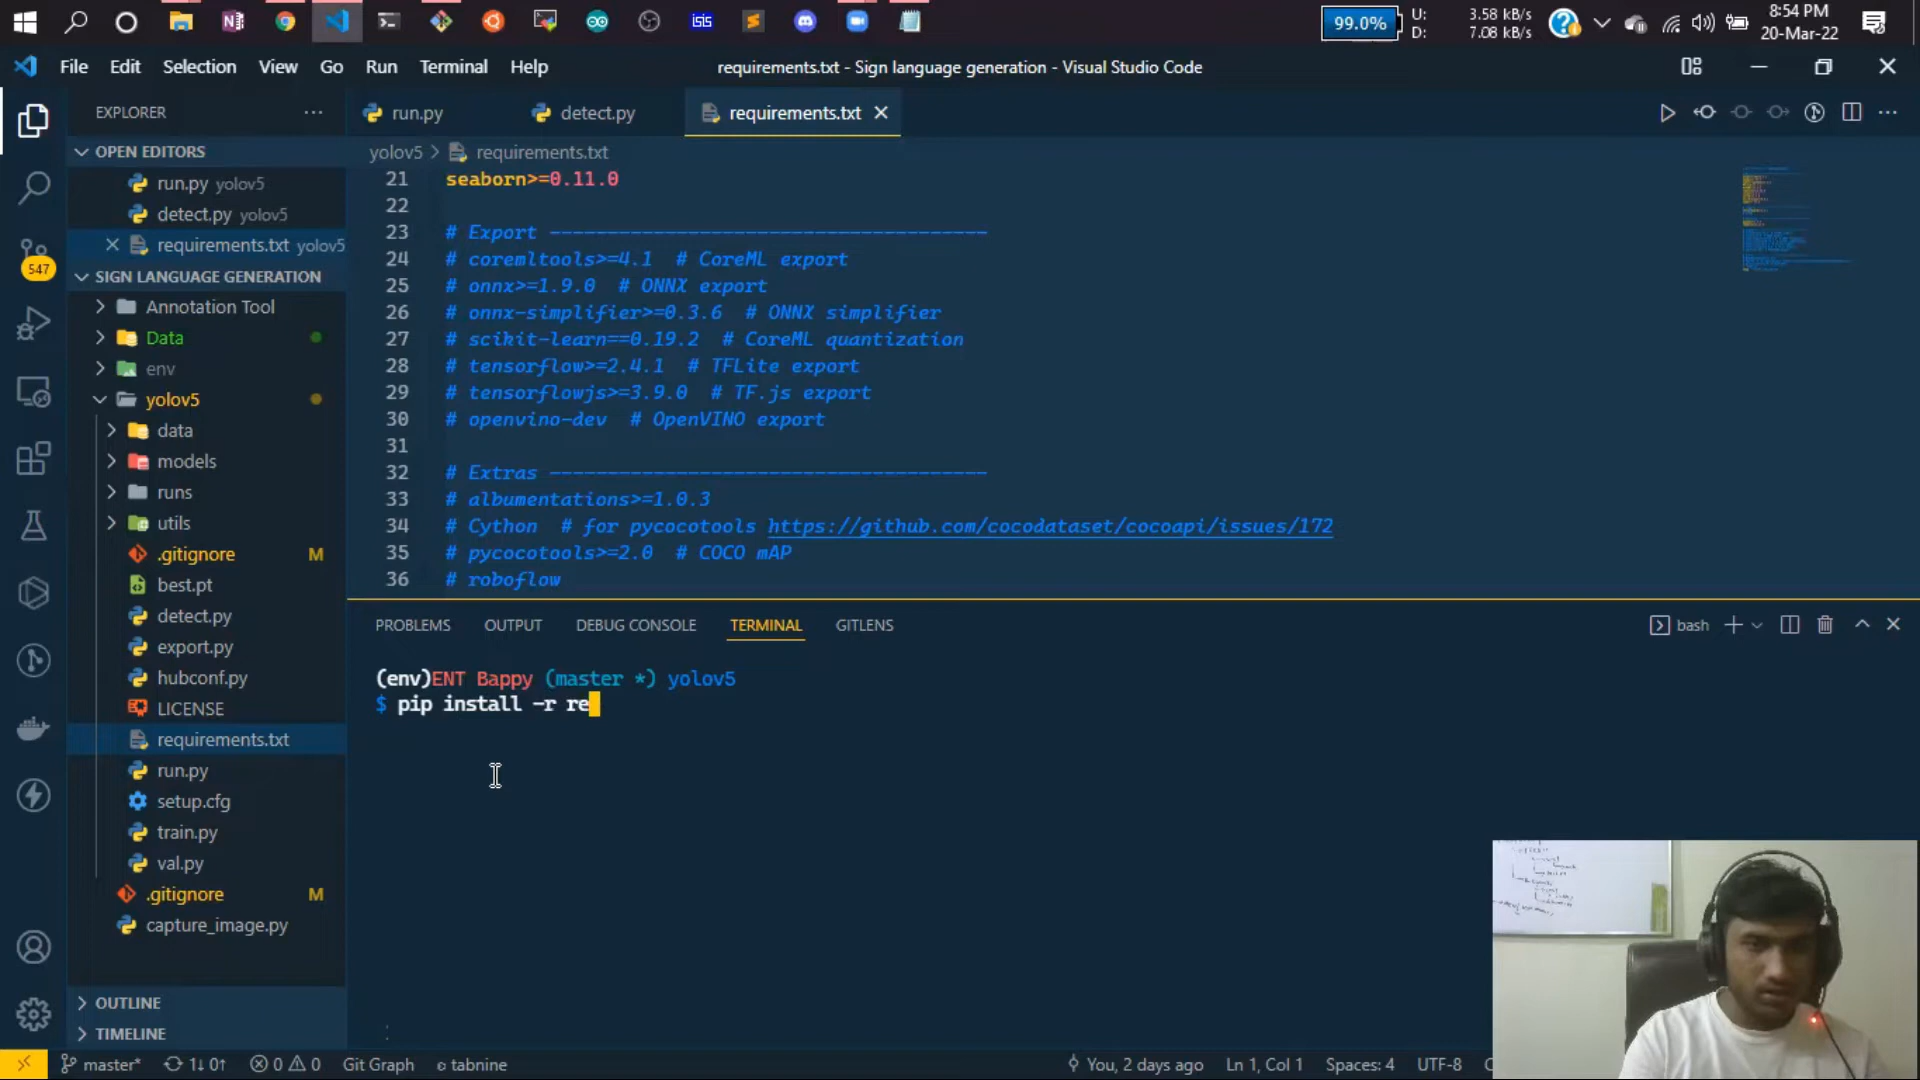 99.0%
U:
D:
3.58 kB/s
7.08 kB/s
8:54 PM
20-Mar-22
File Edit Selection View Go Run Terminal Help
requirements.txt - Sign language generation - Visual Studio Code
EXPLORER
run.py
detect.py
requirements.txt
OPEN EDITORS
run.py yolov5
detect.py yolov5
requirements.txt yolov5
547
SIGN LANGUAGE GENERATION
Annotation Tool
Data
env
yolov5
data
models
runs
utils
.gitignore M
best.pt
detect.py
export.py
hubconf.py
LICENSE
requirements.txt
run.py
setup.cfg
train.py
val.py
.gitignore M
capture_image.py
OUTLINE
TIMELINE
yolov5 > requirements.txt
21 seaborn>=0.11.0
22
23 # Export --------------------------------------
24 # coremltools>=4.1 # CoreML export
25 # onnx>=1.9.0 # ONNX export
26 # onnx-simplifier>=0.3.6 # ONNX simplifier
27 # scikit-learn==0.19.2 # CoreML quantization
28 # tensorflow>=2.4.1 # TFLite export
29 # tensorflowjs>=3.9.0 # TF.js export
30 # openvino-dev # OpenVINO export
31
32 # Extras --------------------------------------
33 # albumentations>=1.0.3
34 # Cython # for pycocotools https://github.com/cocodataset/cocoapi/issues/172
35 # pycocotools>=2.0 # COCO mAP
36 # roboflow
PROBLEMS OUTPUT DEBUG CONSOLE TERMINAL GITLENS
bash
(env)ENT Bappy (master *) yolov5
$ pip install -r re
master* 1↓ 0↑ 0 0 Git Graph tabnine
You, 2 days ago Ln 1, Col 1 Spaces: 4 UTF-8